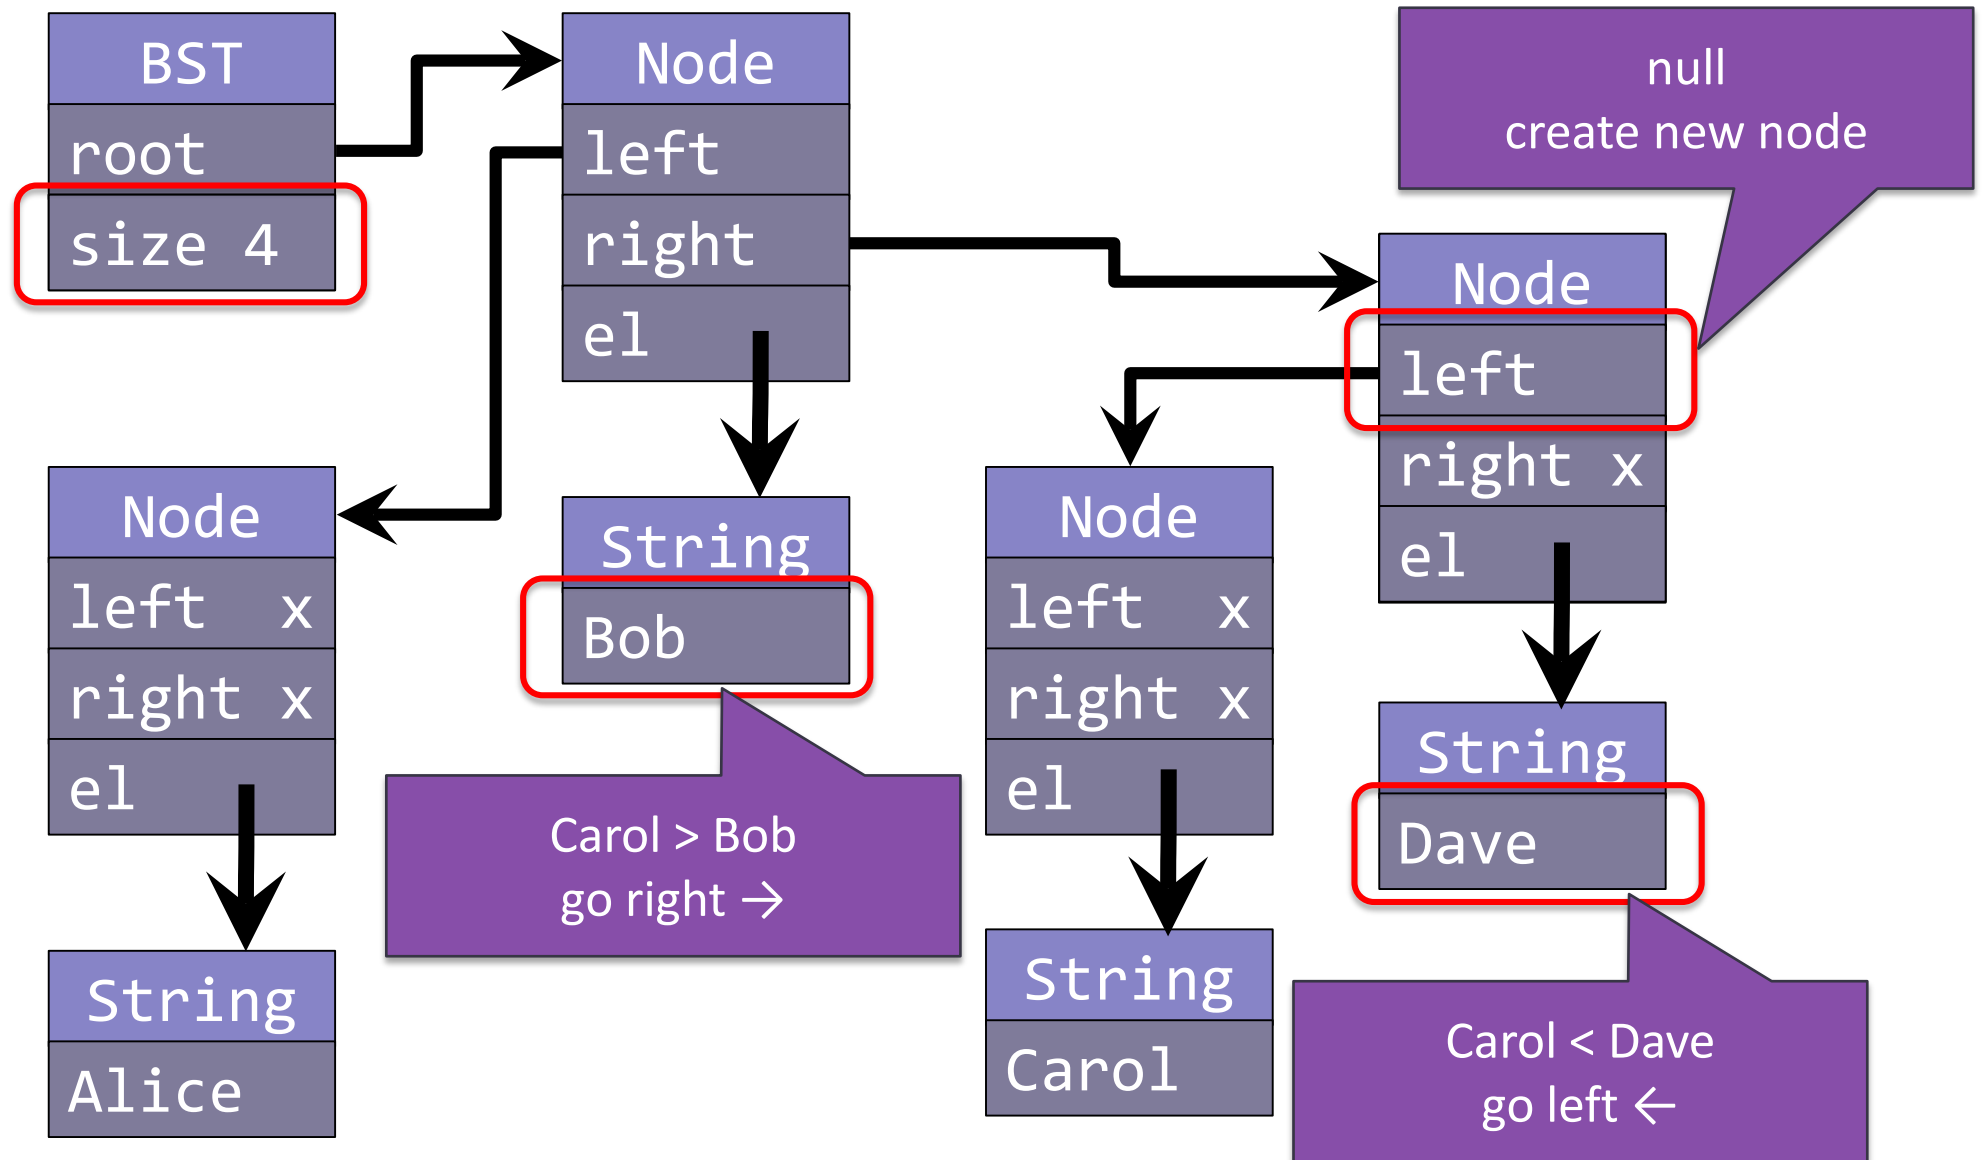 BST
root
size 4
Node
left
right
el
null
create new node
Node
left
right x
el
Node
left x
right x
el
String
Bob
Node
left x
right x
el
String
Dave
Carol > Bob
go right →
String
Alice
String
Carol
Carol < Dave
go left ←